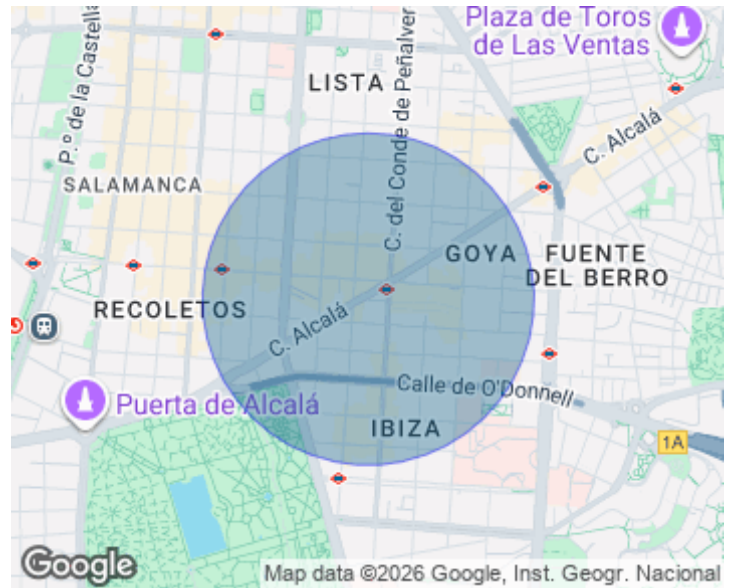 Plaza de Toros
de Las Ventas
P.º de la Castella
LISTA
C. del Conde de Peñalver
C. Alcalá
SALAMANCA
GOYA
FUENTE
DEL BERRO
RECOLETOS
C. Alcalá
Calle de O'Donnell
Puerta de Alcalá
IBIZA
1A
Google
Map data ©2026 Google, Inst. Geogr. Nacional